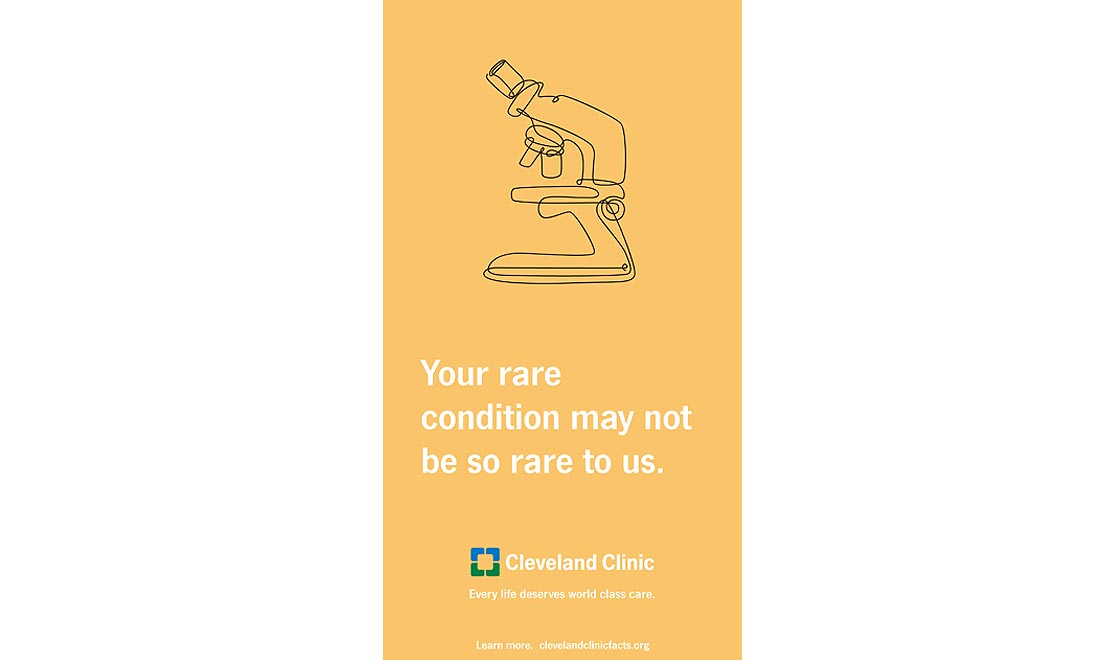 Your rare
condition may not
be so rare to us.
Cleveland Clinic
Every life deserves world class care.
Learn more. clevelandclinicfacts.org